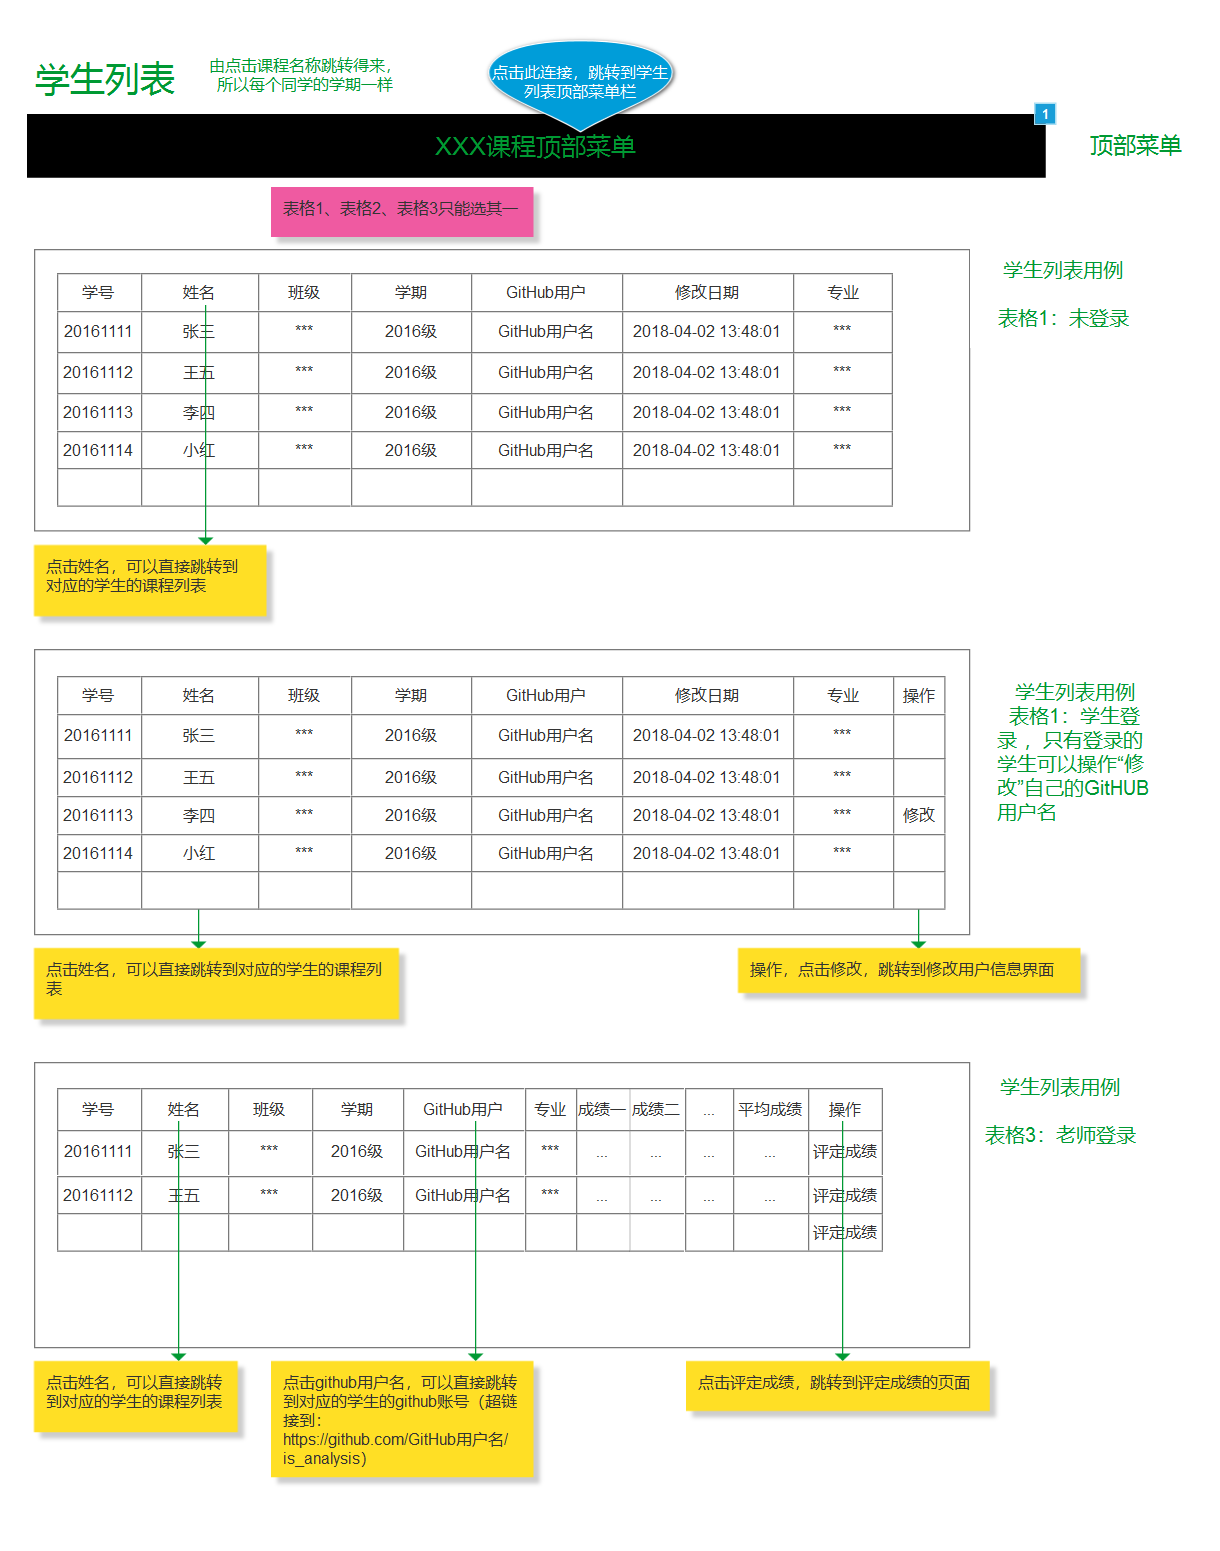 学生列表
由点击课程名称跳转得来，
所以每个同学的学期一样
点击此连接，跳转到学生
列表顶部菜单栏
1
XXX课程顶部菜单
顶部菜单
表格1、表格2、表格3只能选其一
学生列表用例
表格1：未登录
学号 姓名 班级 学期 GitHub用户 修改日期 专业
20161111 张三 *** 2016级 GitHub用户名 2018-04-02 13:48:01 ***
20161112 王五 *** 2016级 GitHub用户名 2018-04-02 13:48:01 ***
20161113 李四 *** 2016级 GitHub用户名 2018-04-02 13:48:01 ***
20161114 小红 *** 2016级 GitHub用户名 2018-04-02 13:48:01 ***
点击姓名，可以直接跳转到
对应的学生的课程列表
学生列表用例
表格1：学生登
录 ，只有登录的
学生可以操作“修
改”自己的GitHUB
用户名
学号 姓名 班级 学期 GitHub用户 修改日期 专业 操作
20161111 张三 *** 2016级 GitHub用户名 2018-04-02 13:48:01 ***
20161112 王五 *** 2016级 GitHub用户名 2018-04-02 13:48:01 ***
20161113 李四 *** 2016级 GitHub用户名 2018-04-02 13:48:01 *** 修改
20161114 小红 *** 2016级 GitHub用户名 2018-04-02 13:48:01 ***
点击姓名，可以直接跳转到对应的学生的课程列
表
操作，点击修改，跳转到修改用户信息界面
学生列表用例
表格3：老师登录
学号 姓名 班级 学期 GitHub用户 专业 成绩一 成绩二 ... 平均成绩 操作
20161111 张三 *** 2016级 GitHub用户名 *** ... ... ... ... 评定成绩
20161112 王五 *** 2016级 GitHub用户名 *** ... ... ... ... 评定成绩
评定成绩
点击姓名，可以直接跳转
到对应的学生的课程列表
点击github用户名，可以直接跳转
到对应的学生的github账号（超链
接到：
https://github.com/GitHub用户名/
is_analysis）
点击评定成绩，跳转到评定成绩的页面